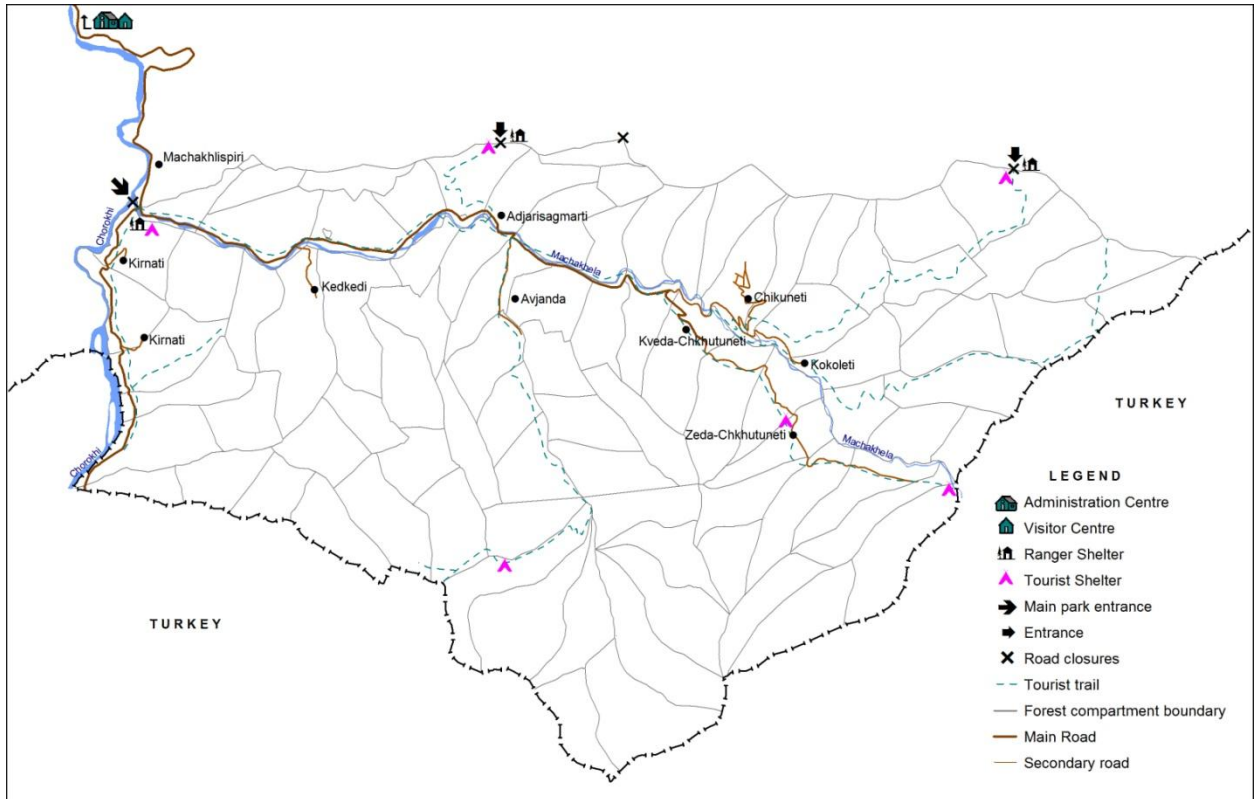 Machakhlispiri
Chorokhi
Adjarisagmarti
Kirnati
Machakhela
Kedkedi
Avjanda
Chikuneti
Kirnati
Kveda-Chkhutuneti
Kokoleti
TURKEY
Zeda-Chkhutuneti
Machakhela
Chorokhi
TURKEY
LEGEND
Administration Centre
Visitor Centre
Ranger Shelter
Tourist Shelter
Main park entrance
Entrance
Road closures
Tourist trail
Forest compartment boundary
Main Road
Secondary road